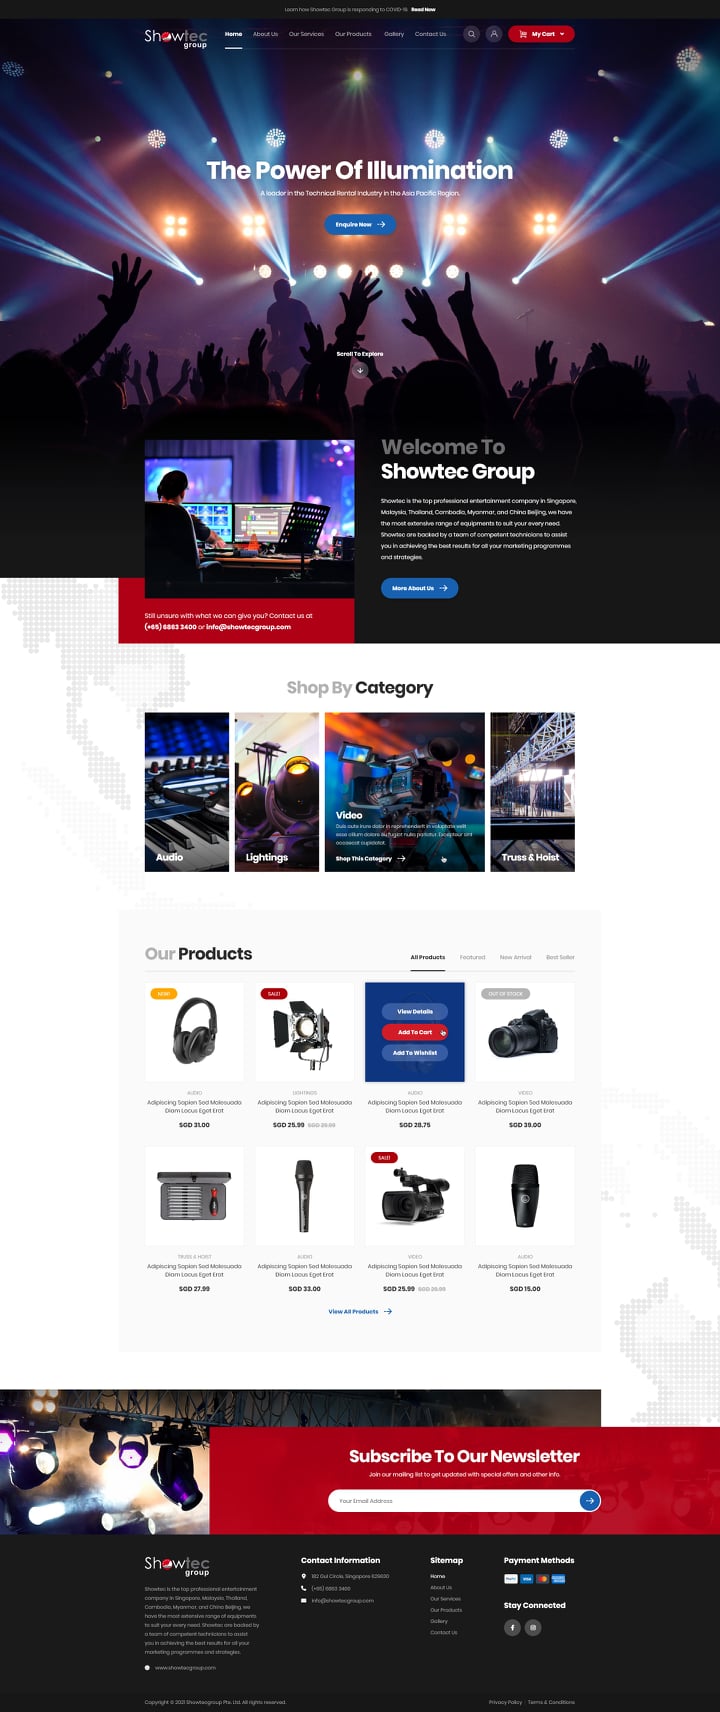 Learn how Showtec Group is responding to COVID-19. Read Now
Showtec
group
Home
About Us
Our Services
Our Products
Gallery
Contact Us
My Cart
The Power Of Illumination
A leader in the Technical Rental Industry in the Asia Pacific Region.
Enquire Now
Scroll To Explore
Welcome To
Showtec Group
Showtec is the top professional entertainment company in Singapore,
Malaysia, Thailand, Cambodia, Myanmar, and China Beijing, we have
the most extensive range of equipments to suit your every need.
Showtec are backed by a team of competent technicians to assist
you in achieving the best results for all your marketing programmes
and strategies.
More About Us
Still unsure with what we can give you? Contact us at
(+65) 6863 3400 or info@showtecgroup.com
Shop By Category
Audio
Lightings
Video
Duis aute irure dolor in reprehenderit in voluptate velit
esse cillum dolore eu fugiat nulla pariatur. Excepteur sint
occaecat cupidatat.
Shop This Category
Truss & Hoist
Our Products
All Products
Featured
New Arrival
Best Seller
NEW!
SALE!
View Details
Add To Cart
Add To Wishlist
OUT OF STOCK
AUDIO
Adipiscing Sapien Sed Malesuada
Diam Lacus Eget Erat
SGD 31.00
LIGHTINGS
Adipiscing Sapien Sed Malesuada
Diam Lacus Eget Erat
SGD 25.99 SGD 29.99
AUDIO
Adipiscing Sapien Sed Malesuada
Diam Lacus Eget Erat
SGD 28.75
VIDEO
Adipiscing Sapien Sed Malesuada
Diam Lacus Eget Erat
SGD 39.00
SALE!
TRUSS & HOIST
Adipiscing Sapien Sed Malesuada
Diam Lacus Eget Erat
SGD 27.99
AUDIO
Adipiscing Sapien Sed Malesuada
Diam Lacus Eget Erat
SGD 33.00
VIDEO
Adipiscing Sapien Sed Malesuada
Diam Lacus Eget Erat
SGD 25.99 SGD 29.99
AUDIO
Adipiscing Sapien Sed Malesuada
Diam Lacus Eget Erat
SGD 15.00
View All Products
Subscribe To Our Newsletter
Join our mailing list to get updated with special offers and other info.
Your Email Address
Showtec
group
Showtec is the top professional entertainment
company in Singapore, Malaysia, Thailand,
Cambodia, Myanmar, and China Beijing, we
have the most extensive range of equipments
to suit your every need. Showtec are backed by
a team of competent technicians to assist
you in achieving the best results for all your
marketing programmes and strategies.
www.showtecgroup.com
Contact Information
182 Gul Circle, Singapore 629630
(+65) 6863 3400
info@showtecgroup.com
Sitemap
Home
About Us
Our Services
Our Products
Gallery
Contact Us
Payment Methods
PayPal
VISA
Stay Connected
Copyright © 2021 Showtecgroup Pte. Ltd. All rights reserved.
Privacy Policy | Terms & Conditions